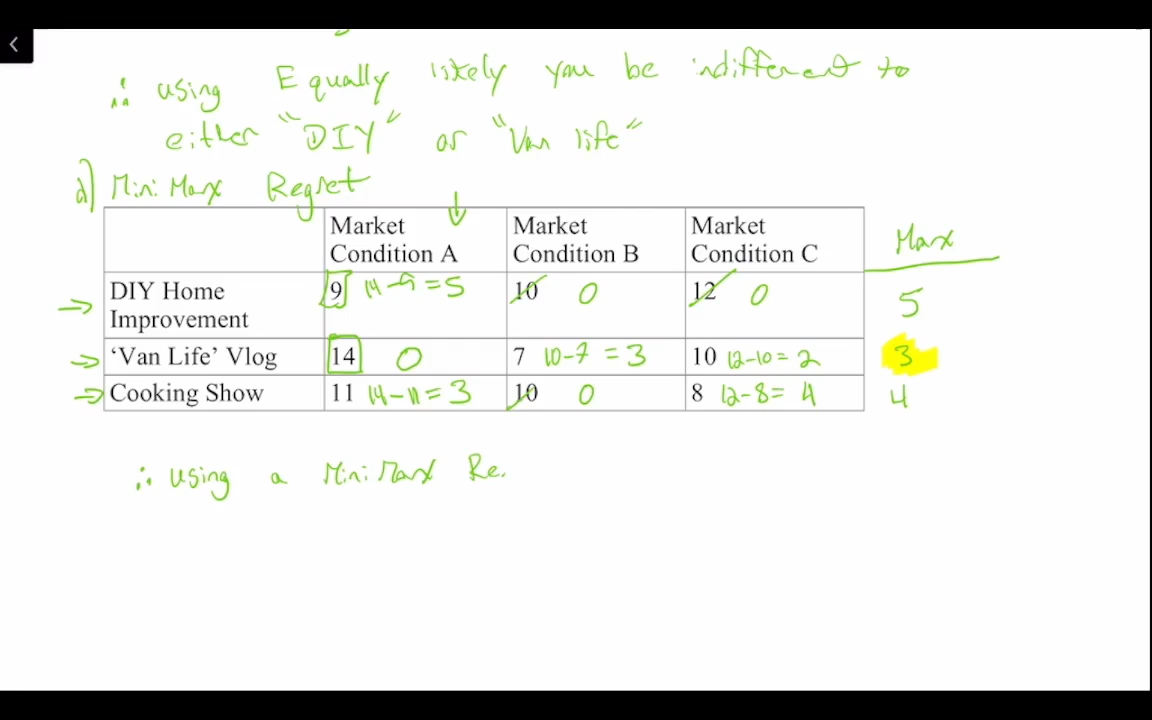 ∴ using Equally likely you be indifferent to
either "DIY" or "Van life"
d) Mini Max Regret
Market Condition A ↓ Market Condition B Market Condition C Max
→ DIY Home Improvement 9 14-9=5 10 0 12 0 5
→ 'Van Life' Vlog 14 0 7 10-7=3 10 12-10=2 3
→ Cooking Show 11 14-11=3 10 0 8 12-8=4 4
∴ using a Mini Max Re.